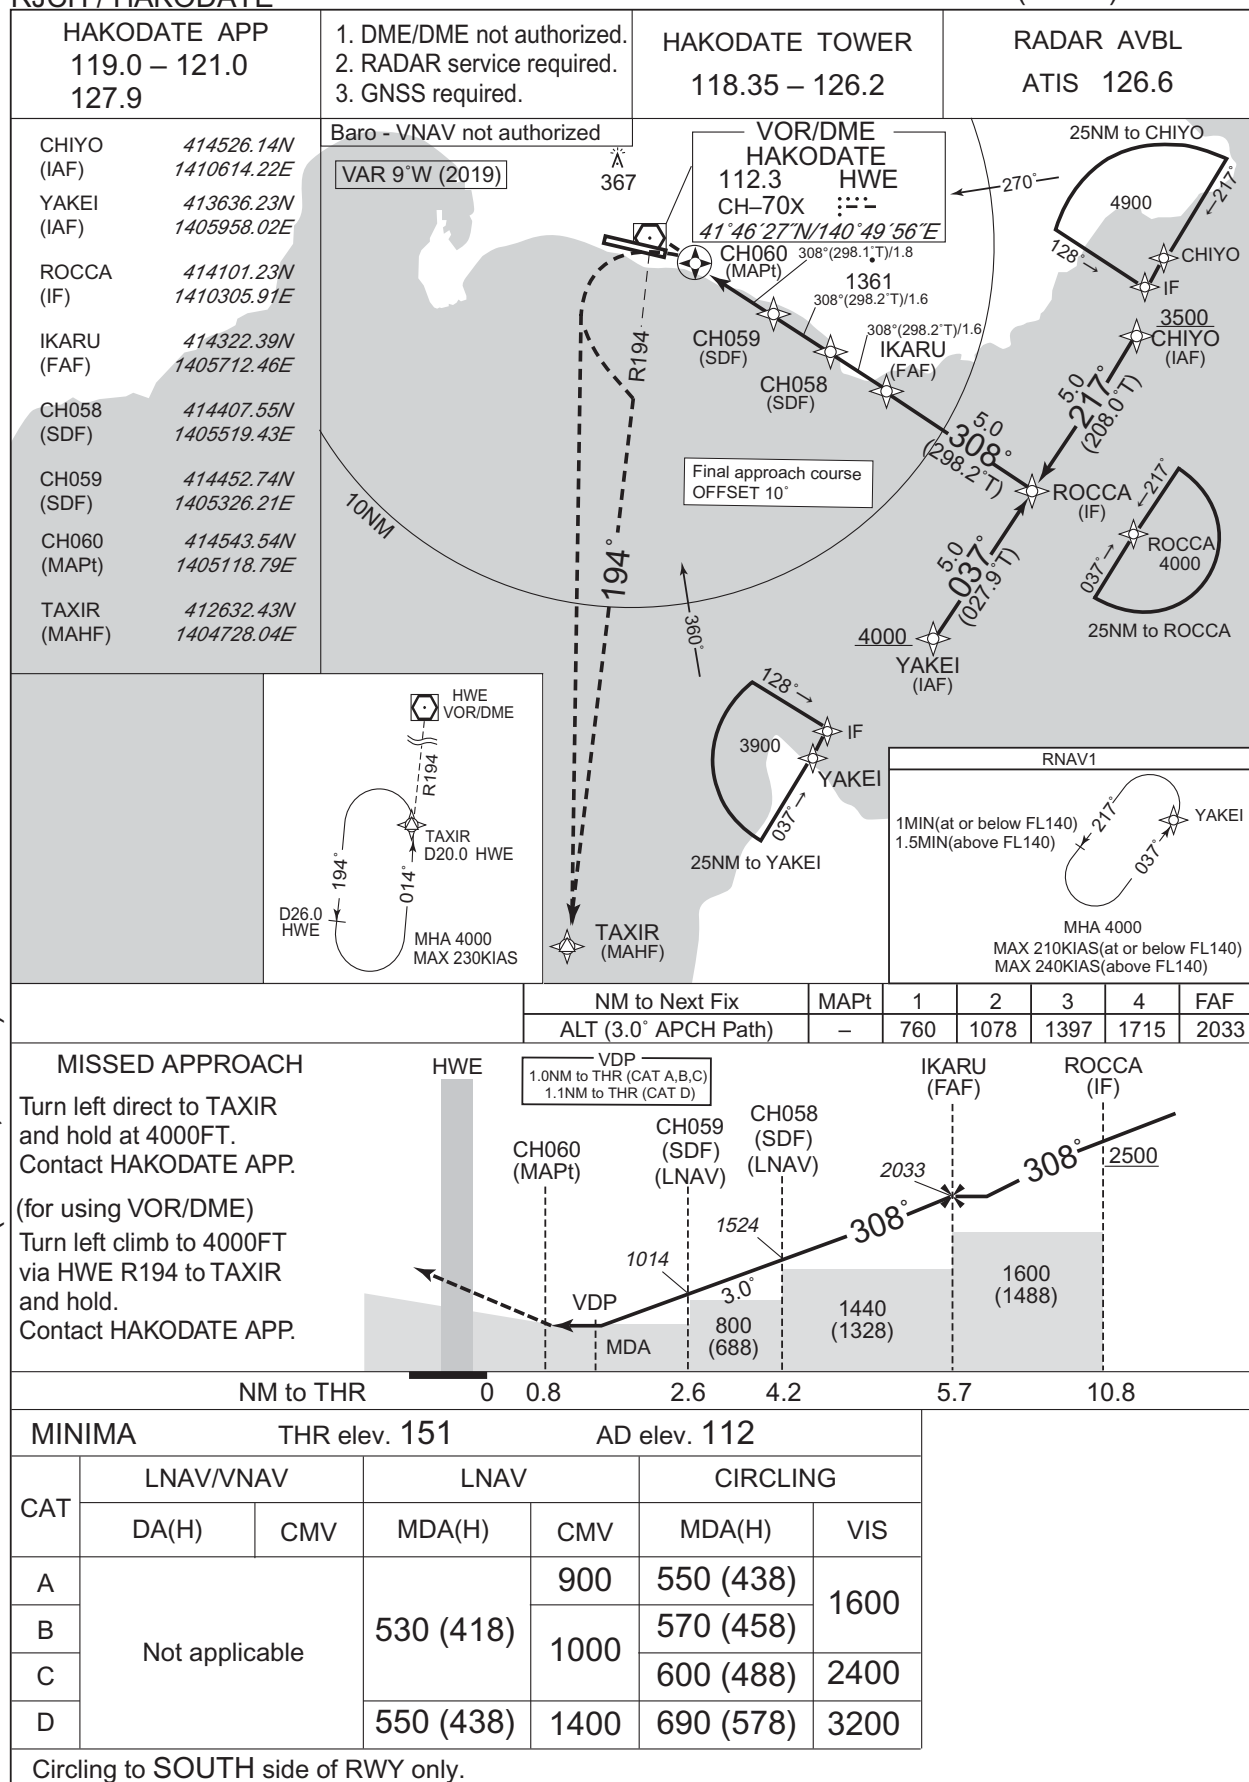 RJCH / HAKODATE
HAKODATE APP
119.0 – 121.0
127.9
1. DME/DME not authorized.
2. RADAR service required.
3. GNSS required.
HAKODATE TOWER
118.35 – 126.2
RADAR AVBL
ATIS 126.6
CHIYO 414526.14N
(IAF) 1410614.22E
YAKEI 413636.23N
(IAF) 1405958.02E
ROCCA 414101.23N
(IF) 1410305.91E
IKARU 414322.39N
(FAF) 1405712.46E
CH058 414407.55N
(SDF) 1405519.43E
CH059 414452.74N
(SDF) 1405326.21E
CH060 414543.54N
(MAPt) 1405118.79E
TAXIR 412632.43N
(MAHF) 1404728.04E
Baro - VNAV not authorized
VAR 9°W (2019)
367
VOR/DME
HAKODATE
112.3 HWE
CH–70X
41°46'27"N/140°49'56"E
270°
25NM to CHIYO
4900
217°
128°
CHIYO
IF
CH060
(MAPt)
308°(298.1°T)/1.8
1361
308°(298.2°T)/1.6
308°(298.2°T)/1.6
CH059
(SDF)
CH058
(SDF)
IKARU
(FAF)
R194
3500
CHIYO
(IAF)
5.0
217°
(208.0°T)
5.0
308°
(298.2°T)
Final approach course
OFFSET 10°
ROCCA
(IF)
217°
037°
ROCCA
4000
25NM to ROCCA
10NM
194°
5.0
037°
(027.9°T)
4000
YAKEI
(IAF)
360°
128°
3900
IF
YAKEI
037°
25NM to YAKEI
TAXIR
(MAHF)
HWE
VOR/DME
R194
TAXIR
D20.0 HWE
194°
014°
D26.0
HWE
MHA 4000
MAX 230KIAS
RNAV1
1MIN(at or below FL140)
1.5MIN(above FL140)
217°
037°
YAKEI
MHA 4000
MAX 210KIAS(at or below FL140)
MAX 240KIAS(above FL140)
NM to Next Fix MAPt 1 2 3 4 FAF
ALT (3.0° APCH Path) – 760 1078 1397 1715 2033
MISSED APPROACH
Turn left direct to TAXIR
and hold at 4000FT.
Contact HAKODATE APP.
(for using VOR/DME)
Turn left climb to 4000FT
via HWE R194 to TAXIR
and hold.
Contact HAKODATE APP.
HWE
VDP
1.0NM to THR (CAT A,B,C)
1.1NM to THR (CAT D)
CH060
(MAPt)
CH059
(SDF)
(LNAV)
CH058
(SDF)
(LNAV)
IKARU
(FAF)
ROCCA
(IF)
2500
308°
2033
308°
1524
1014
3.0°
VDP
MDA
800
(688)
1440
(1328)
1600
(1488)
NM to THR 0 0.8 2.6 4.2 5.7 10.8
MINIMA THR elev. 151 AD elev. 112
CAT LNAV/VNAV LNAV CIRCLING
DA(H) CMV MDA(H) CMV MDA(H) VIS
A Not applicable 530 (418) 900 550 (438) 1600
B 1000 570 (458)
C 600 (488) 2400
D 550 (438) 1400 690 (578) 3200
Circling to SOUTH side of RWY only.